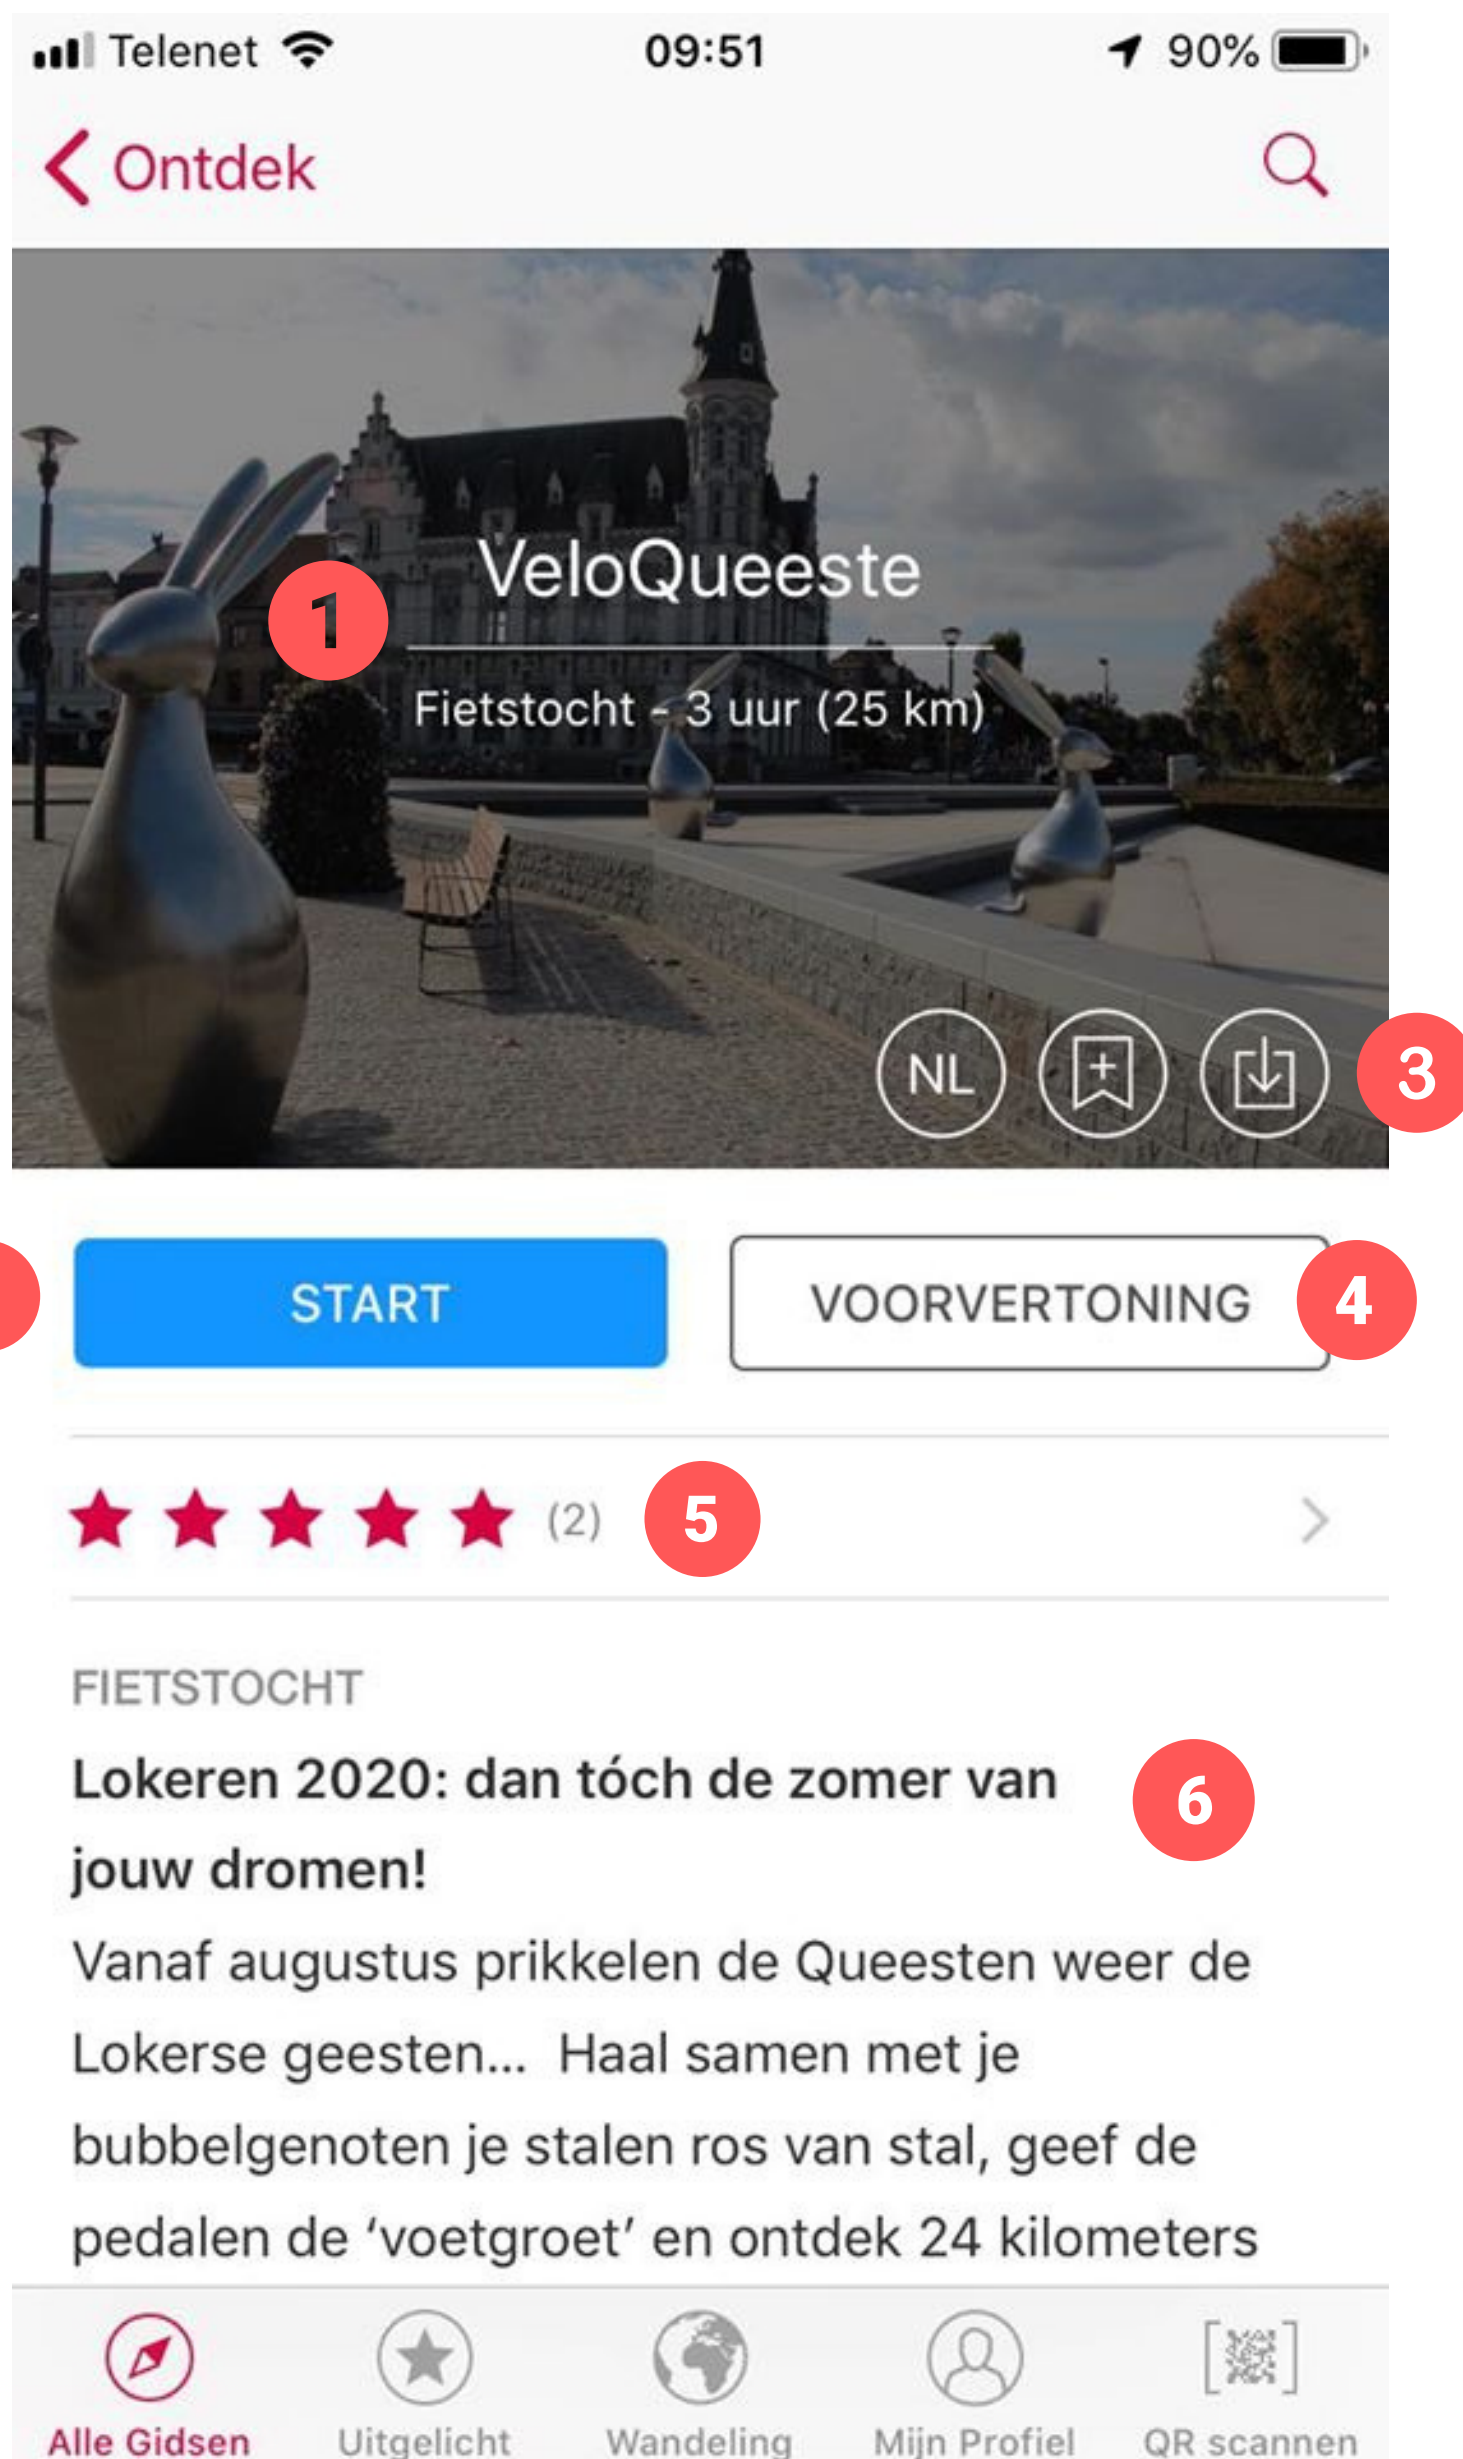 Telenet 09:51 90%
Ontdek
VeloQueeste
1
Fietstocht - 3 uur (25 km)
NL
3
START
VOORVERTONING
4
(2)
5
FIETSTOCHT
Lokeren 2020: dan tóch de zomer van
jouw dromen!
6
Vanaf augustus prikkelen de Queesten weer de
Lokerse geesten... Haal samen met je
bubbelgenoten je stalen ros van stal, geef de
pedalen de ‘voetgroet’ en ontdek 24 kilometers
Alle Gidsen Uitgelicht Wandeling Mijn Profiel QR scannen